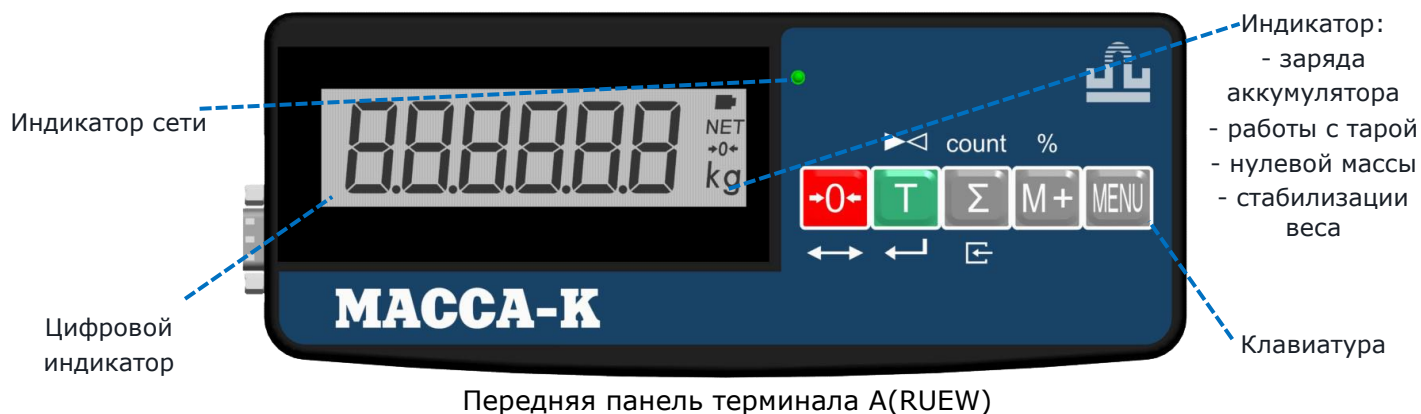 Индикатор:
- заряда
аккумулятора
- работы с тарой
- нулевой массы
- стабилизации
веса
Индикатор сети
888888
NET
→0←
kg
count %
→0← T Σ M+ MENU
МАССА-К
Цифровой
индикатор
Клавиатура
Передняя панель терминала A(RUEW)